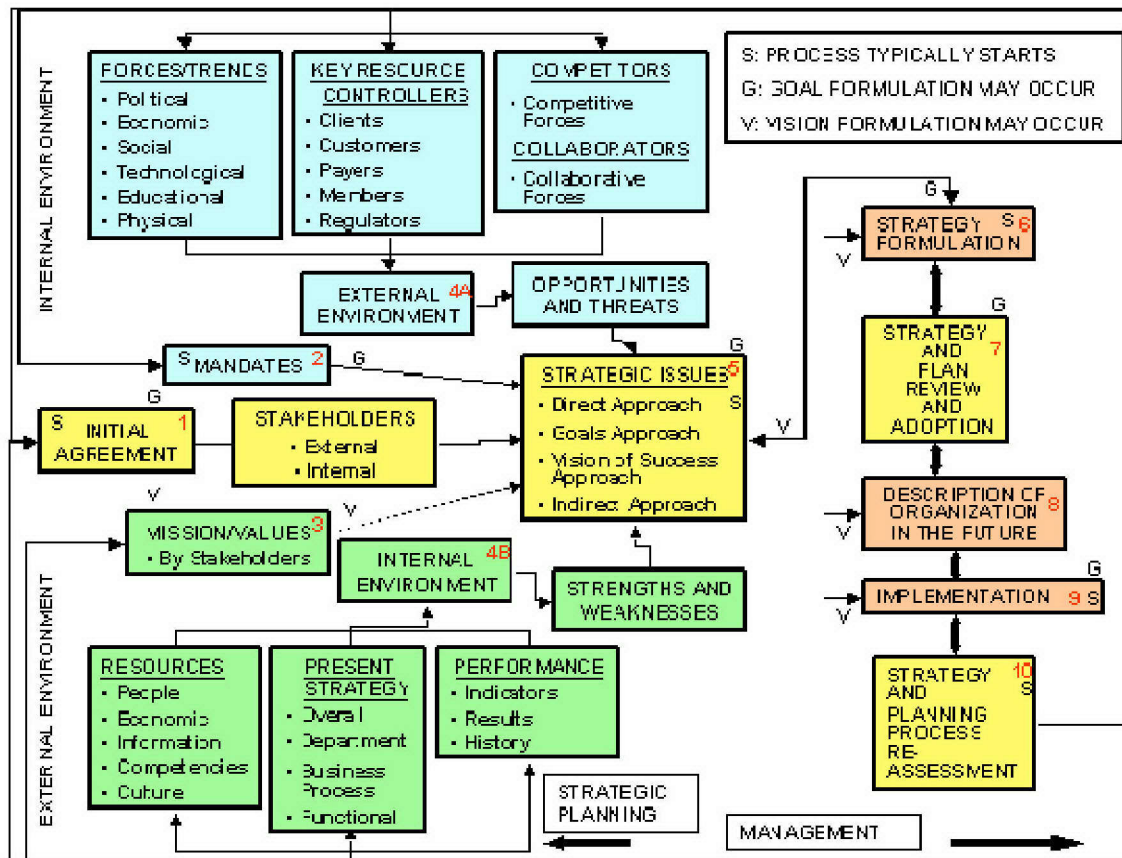 INTERNAL ENVIRONMENT
FORCES/TRENDS
• Political
• Economic
• Social
• Technological
• Educational
• Physical
KEY RESOURCE
CONTROLLERS
• Clients
• Customers
• Payers
• Members
• Regulators
COMPETITORS
• Competitive
Forces
COLLABORATORS
• Collaborative
Forces
S: PROCESS TYPICALLY STARTS
G: GOAL FORMULATION MAY OCCUR
V: VISION FORMULATION MAY OCCUR
EXTERNAL 4A
ENVIRONMENT
OPPORTUNITIES
AND THREATS
S MANDATES 2
G
G
S INITIAL 1
AGREEMENT
STAKEHOLDERS
• External
• Internal
G
STRATEGIC ISSUES 5
• Direct Approach S
• Goals Approach
• Vision of Success
Approach
• Indirect Approach
V
V
MISSION/VALUES 3
• By Stakeholders
V
INTERNAL 4B
ENVIRONMENT
STRENGTHS AND
WEAKNESSES
EXTERNAL ENVIRONMENT
RESOURCES
• People
• Economic
• Information
• Competencies
• Culture
PRESENT
STRATEGY
• Overall
• Department
• Business
Process
• Functional
PERFORMANCE
• Indicators
• Results
• History
G
STRATEGY S 6
FORMULATION
V
G
STRATEGY
AND 7
PLAN
REVIEW
AND
ADOPTION
DESCRIPTION OF
ORGANIZATION 8
IN THE FUTURE
V
G
IMPLEMENTATION 9 S
V
STRATEGY 10
AND S
PLANNING
PROCESS
RE-
ASSESSMENT
STRATEGIC
PLANNING
MANAGEMENT